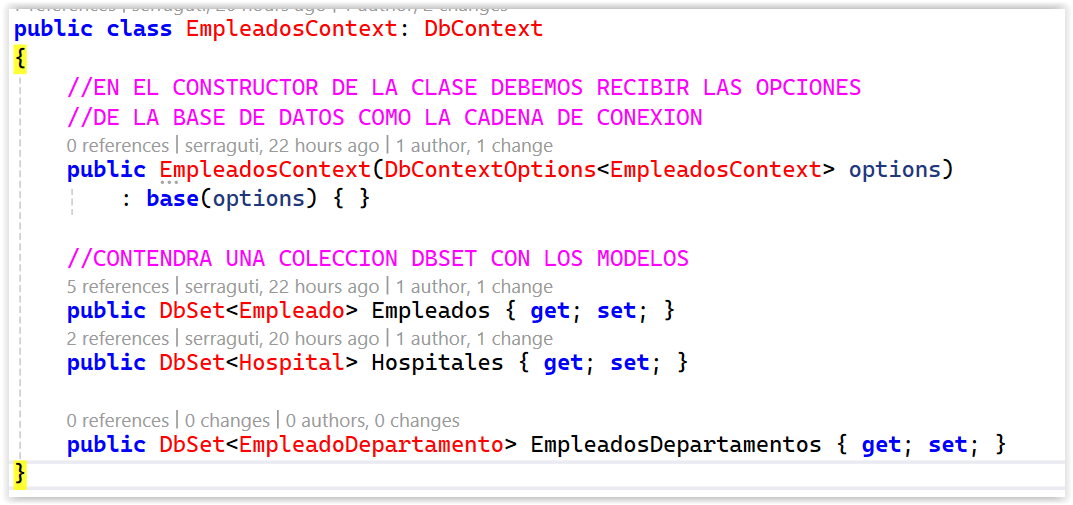 public class EmpleadosContext: DbContext
{
//EN EL CONSTRUCTOR DE LA CLASE DEBEMOS RECIBIR LAS OPCIONES
//DE LA BASE DE DATOS COMO LA CADENA DE CONEXION
0 references | serraguti, 22 hours ago | 1 author, 1 change
public EmpleadosContext(DbContextOptions<EmpleadosContext> options)
: base(options) { }
//CONTENDRA UNA COLECCION DBSET CON LOS MODELOS
5 references | serraguti, 22 hours ago | 1 author, 1 change
public DbSet<Empleado> Empleados { get; set; }
2 references | serraguti, 20 hours ago | 1 author, 1 change
public DbSet<Hospital> Hospitales { get; set; }
0 references | 0 changes | 0 authors, 0 changes
public DbSet<EmpleadoDepartamento> EmpleadosDepartamentos { get; set; }
}